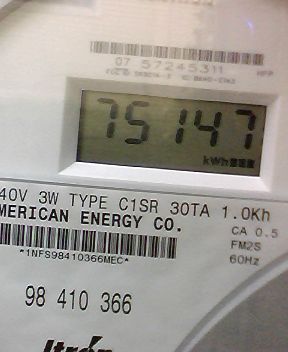 07 57245311
75147
kWh
40V 3W TYPE C1SR 30TA 1.0Kh
MERICAN ENERGY CO.
CA 0.5
FM2S
*1NFS98410366MEC*
60Hz
98 410 366
Itrón